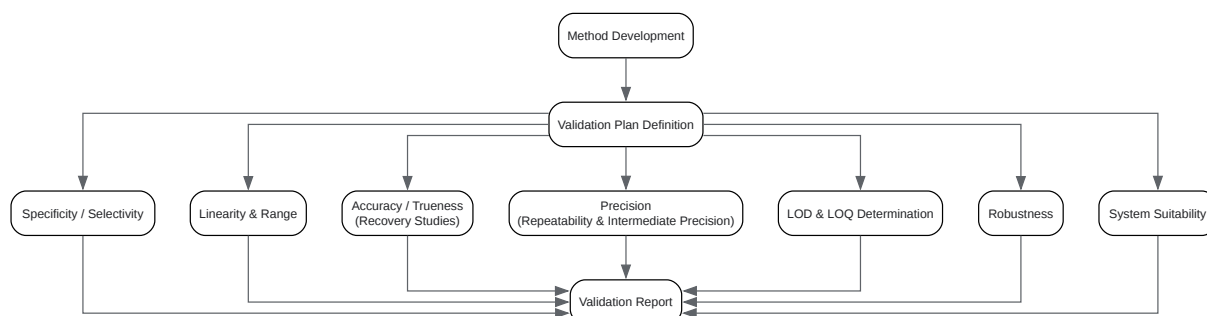 Method Development
Validation Plan Definition
Specificity / Selectivity
Linearity & Range
Accuracy / Trueness
(Recovery Studies)
Precision
(Repeatability & Intermediate Precision)
LOD & LOQ Determination
Robustness
System Suitability
Validation Report